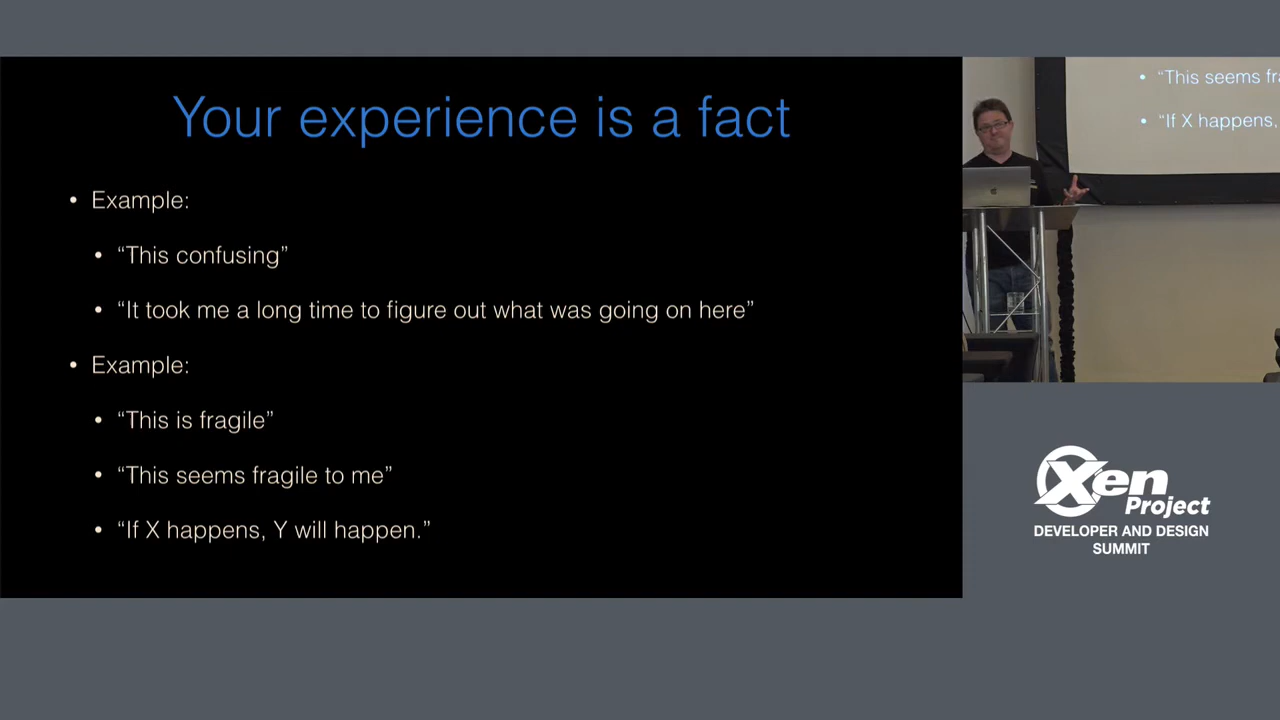 Your experience is a fact
• Example:
• “This confusing”
• “It took me a long time to figure out what was going on here”
• Example:
• “This is fragile”
• “This seems fragile to me”
• “If X happens, Y will happen.”
• “This seems fr
• “If X happens,
Xen
Project
DEVELOPER AND DESIGN
SUMMIT